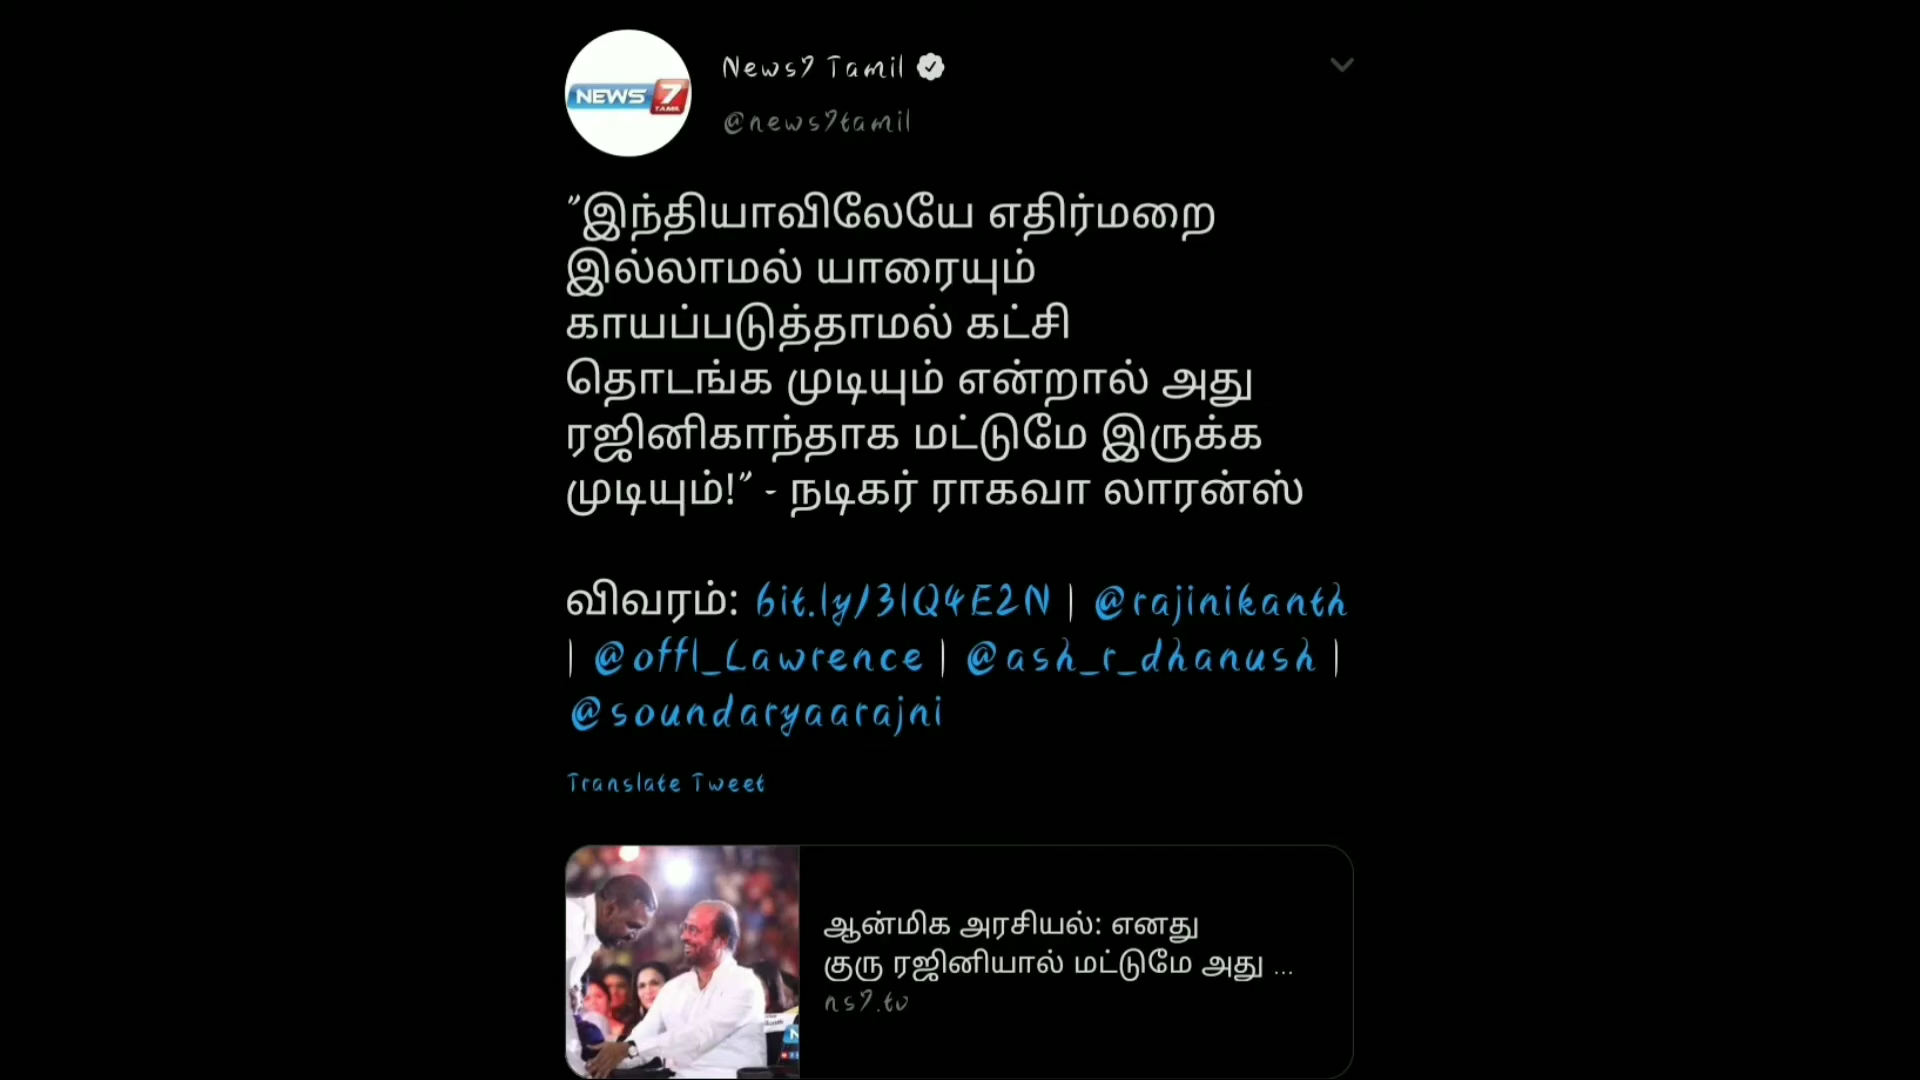 NEWS 7
TAMIL
News7 Tamil
@news7tamil
"இந்தியாவிலேயே எதிர்மறை
இல்லாமல் யாரையும்
காயப்படுத்தாமல் கட்சி
தொடங்க முடியும் என்றால் அது
ரஜினிகாந்தாக மட்டுமே இருக்க
முடியும்!" - நடிகர் ராகவா லாரன்ஸ்
விவரம்: bit.ly/3lQ4E2N | @rajinikanth
| @offl_Lawrence | @ash_r_dhanush |
@soundaryaarajni
Translate Tweet
ஆன்மிக அரசியல்: எனது
குரு ரஜினியால் மட்டுமே அது ...
ns7.tv